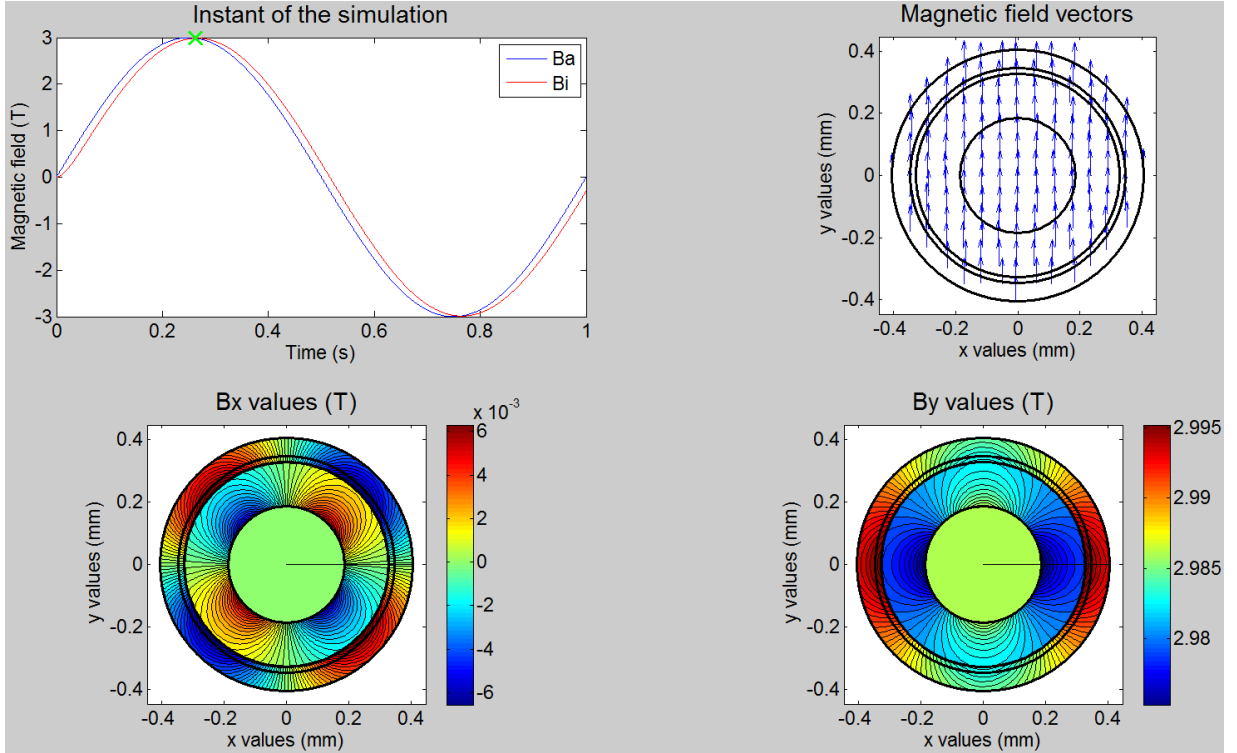 Instant of the simulation
3
2
1
0
-1
-2
-3
Magnetic field (T)
Ba
Bi
0 0.2 0.4 0.6 0.8 1
Time (s)
Magnetic field vectors
0.4
0.2
0
-0.2
-0.4
y values (mm)
-0.4 -0.2 0 0.2 0.4
x values (mm)
Bx values (T)
0.4
0.2
0
-0.2
-0.4
y values (mm)
-0.4 -0.2 0 0.2 0.4
x values (mm)
x 10⁻³
6
4
2
0
-2
-4
-6
By values (T)
0.4
0.2
0
-0.2
-0.4
y values (mm)
-0.4 -0.2 0 0.2 0.4
x values (mm)
2.995
2.99
2.985
2.98